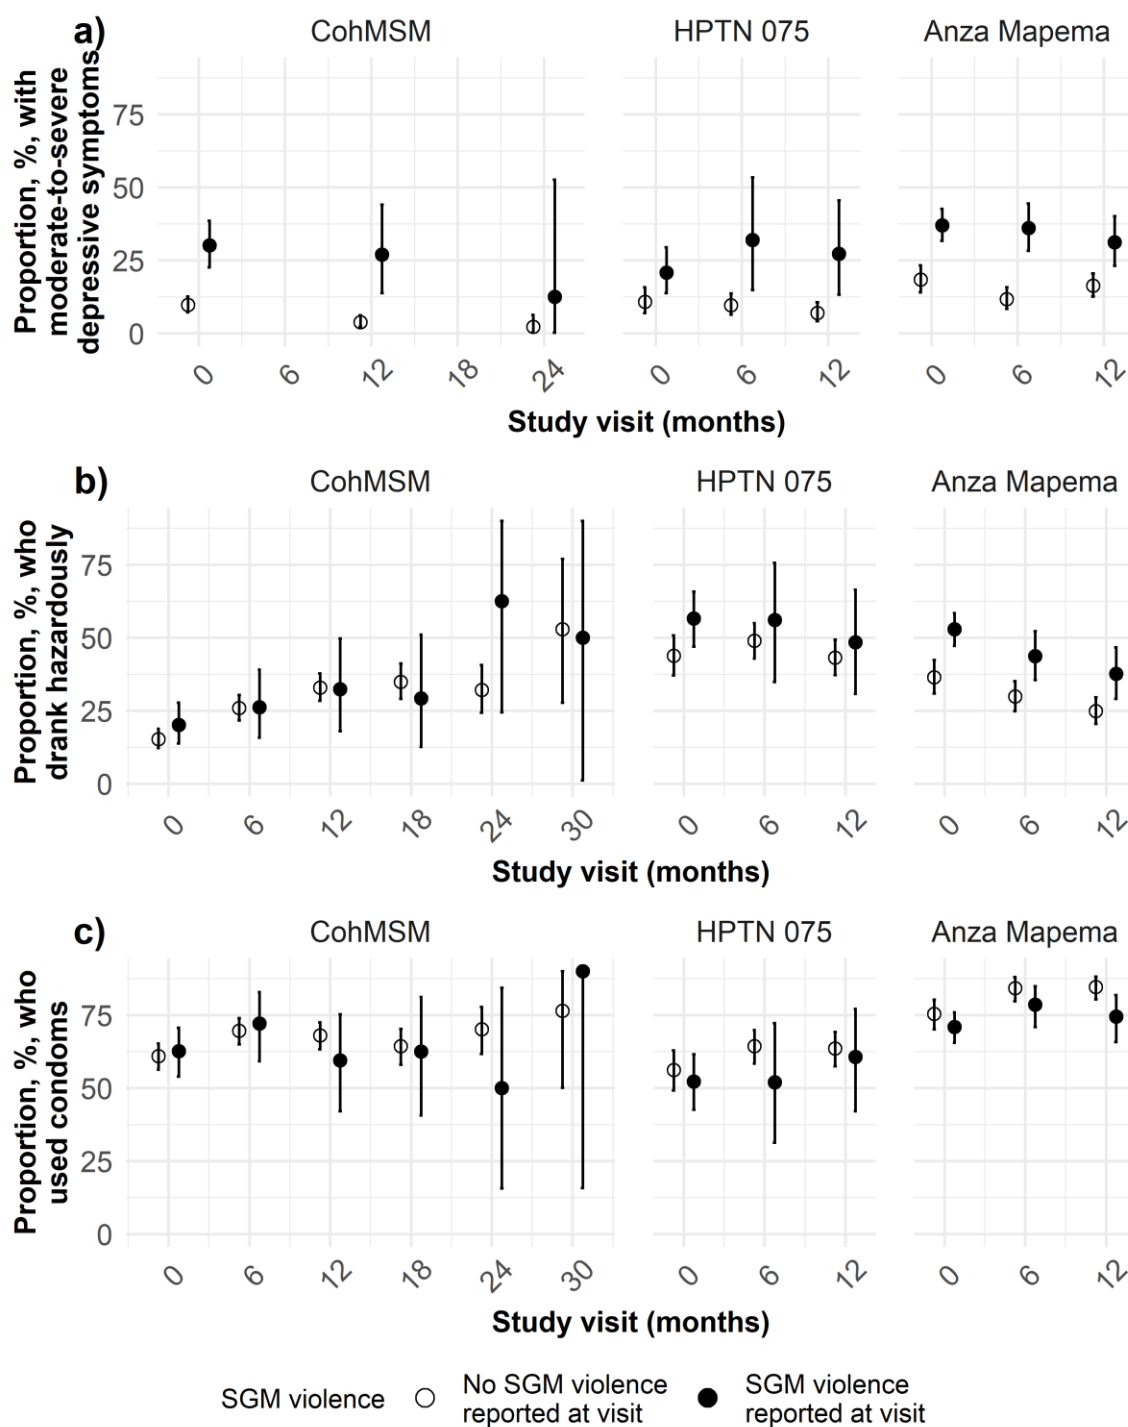 a)
CohMSM
HPTN 075
Anza Mapema
Proportion, %, with
moderate-to-severe
depressive symptoms
75
50
25
0
0 6 12 18 24
0 6 12
0 6 12
Study visit (months)
b)
CohMSM
HPTN 075
Anza Mapema
Proportion, %, who
drank hazardously
75
50
25
0
0 6 12 18 24 30
0 6 12
0 6 12
Study visit (months)
c)
CohMSM
HPTN 075
Anza Mapema
Proportion, %, who
used condoms
75
50
25
0
0 6 12 18 24 30
0 6 12
0 6 12
Study visit (months)
SGM violence
No SGM violence
reported at visit
SGM violence
reported at visit